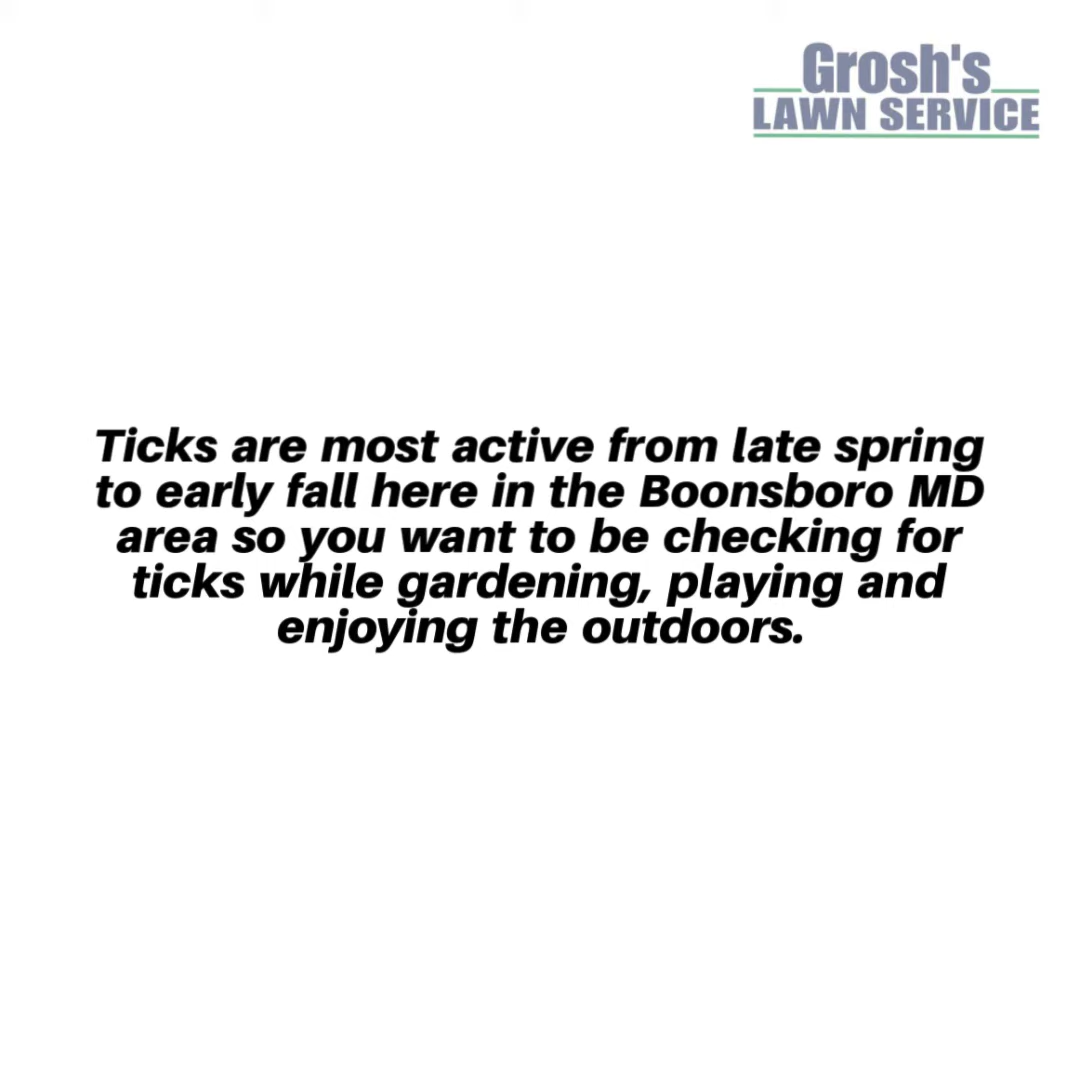 Grosh's
LAWN SERVICE
Ticks are most active from late spring
to early fall here in the Boonsboro MD
area so you want to be checking for
ticks while gardening, playing and
enjoying the outdoors.